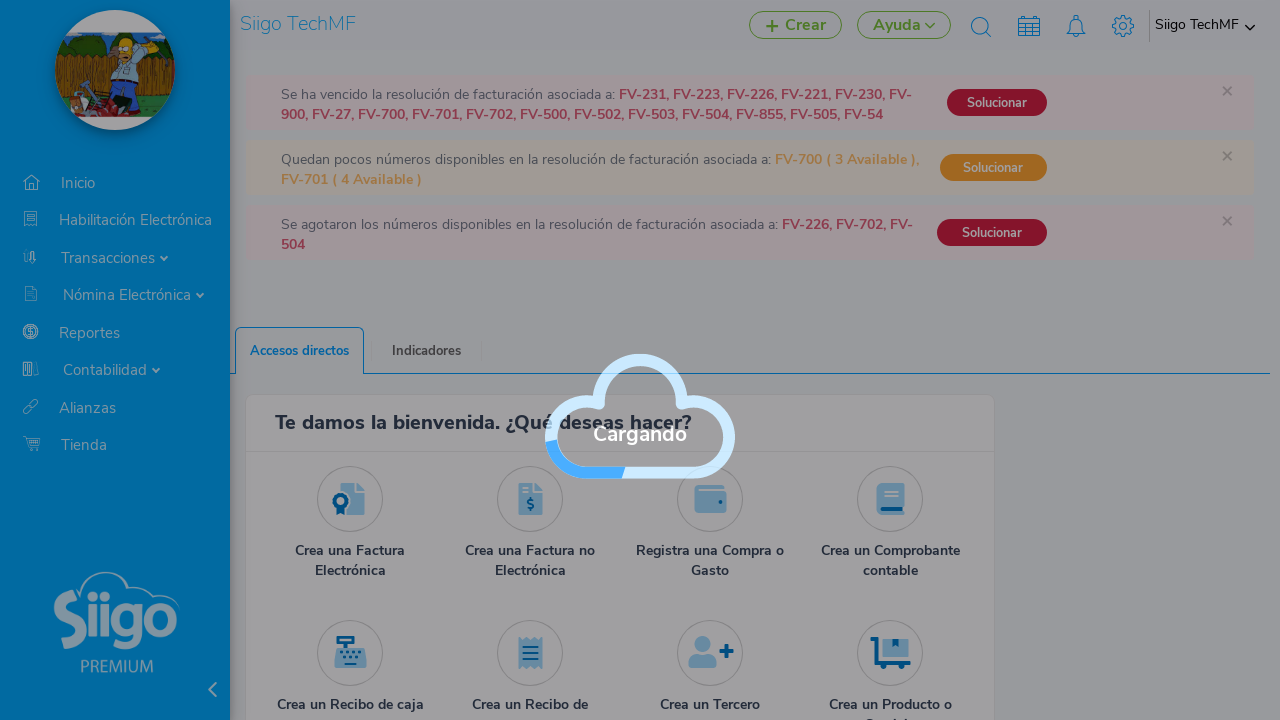 Siigo TechMF
Crear
Ayuda
Siigo TechMF
Inicio
Habilitación Electrónica
Transacciones
Nómina Electrónica
Reportes
Contabilidad
Alianzas
Tienda
Siigo
PREMIUM
Se ha vencido la resolución de facturación asociada a: FV-231, FV-223, FV-226, FV-221, FV-230, FV-
900, FV-27, FV-700, FV-701, FV-702, FV-500, FV-502, FV-503, FV-504, FV-855, FV-505, FV-54
Solucionar
Quedan pocos números disponibles en la resolución de facturación asociada a: FV-700 ( 3 Available ),
FV-701 ( 4 Available )
Solucionar
Se agotaron los números disponibles en la resolución de facturación asociada a: FV-226, FV-702, FV-
504
Solucionar
Accesos directos
Indicadores
Te damos la bienvenida. ¿Qué deseas hacer?
Cargando
Crea una Factura
Electrónica
Crea una Factura no
Electrónica
Registra una Compra o
Gasto
Crea un Comprobante
contable
Crea un Recibo de caja
Crea un Recibo de
Crea un Tercero
Crea un Producto o